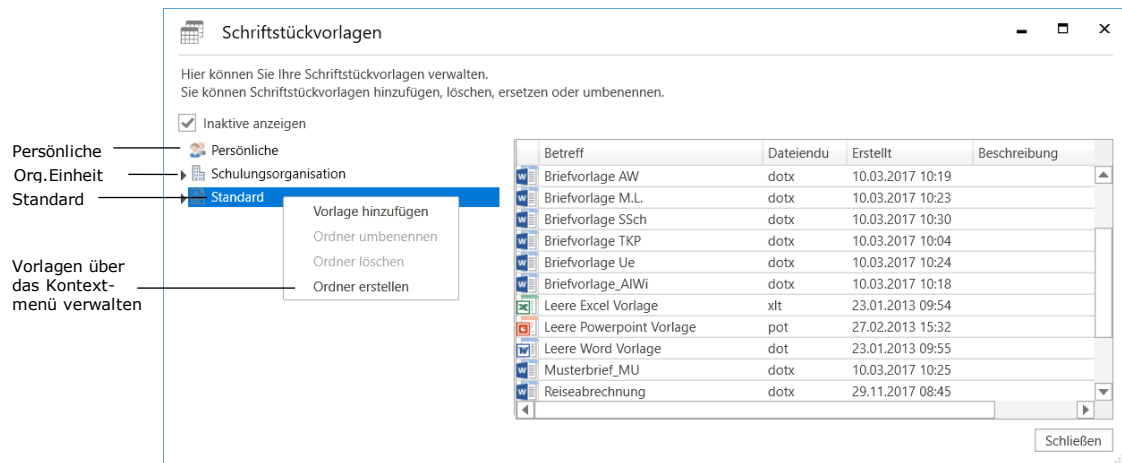 Schriftstückvorlagen
Hier können Sie Ihre Schriftstückvorlagen verwalten.
Sie können Schriftstückvorlagen hinzufügen, löschen, ersetzen oder umbenennen.
Inaktive anzeigen
Persönliche
Org.Einheit
Standard
Vorlagen über
das Kontext-
menü verwalten
Persönliche
Schulungsorganisation
Standard
Vorlage hinzufügen
Ordner umbenennen
Ordner löschen
Ordner erstellen
Betreff Dateiendu Erstellt Beschreibung
Briefvorlage AW dotx 10.03.2017 10:19
Briefvorlage M.L. dotx 10.03.2017 10:23
Briefvorlage SSch dotx 10.03.2017 10:30
Briefvorlage TKP dotx 10.03.2017 10:04
Briefvorlage Ue dotx 10.03.2017 10:24
Briefvorlage_AlWi dotx 10.03.2017 10:18
Leere Excel Vorlage xlt 23.01.2013 09:54
Leere Powerpoint Vorlage pot 27.02.2013 15:32
Leere Word Vorlage dot 23.01.2013 09:55
Musterbrief_MU dotx 10.03.2017 10:25
Reiseabrechnung dotx 29.11.2017 08:45
Schließen